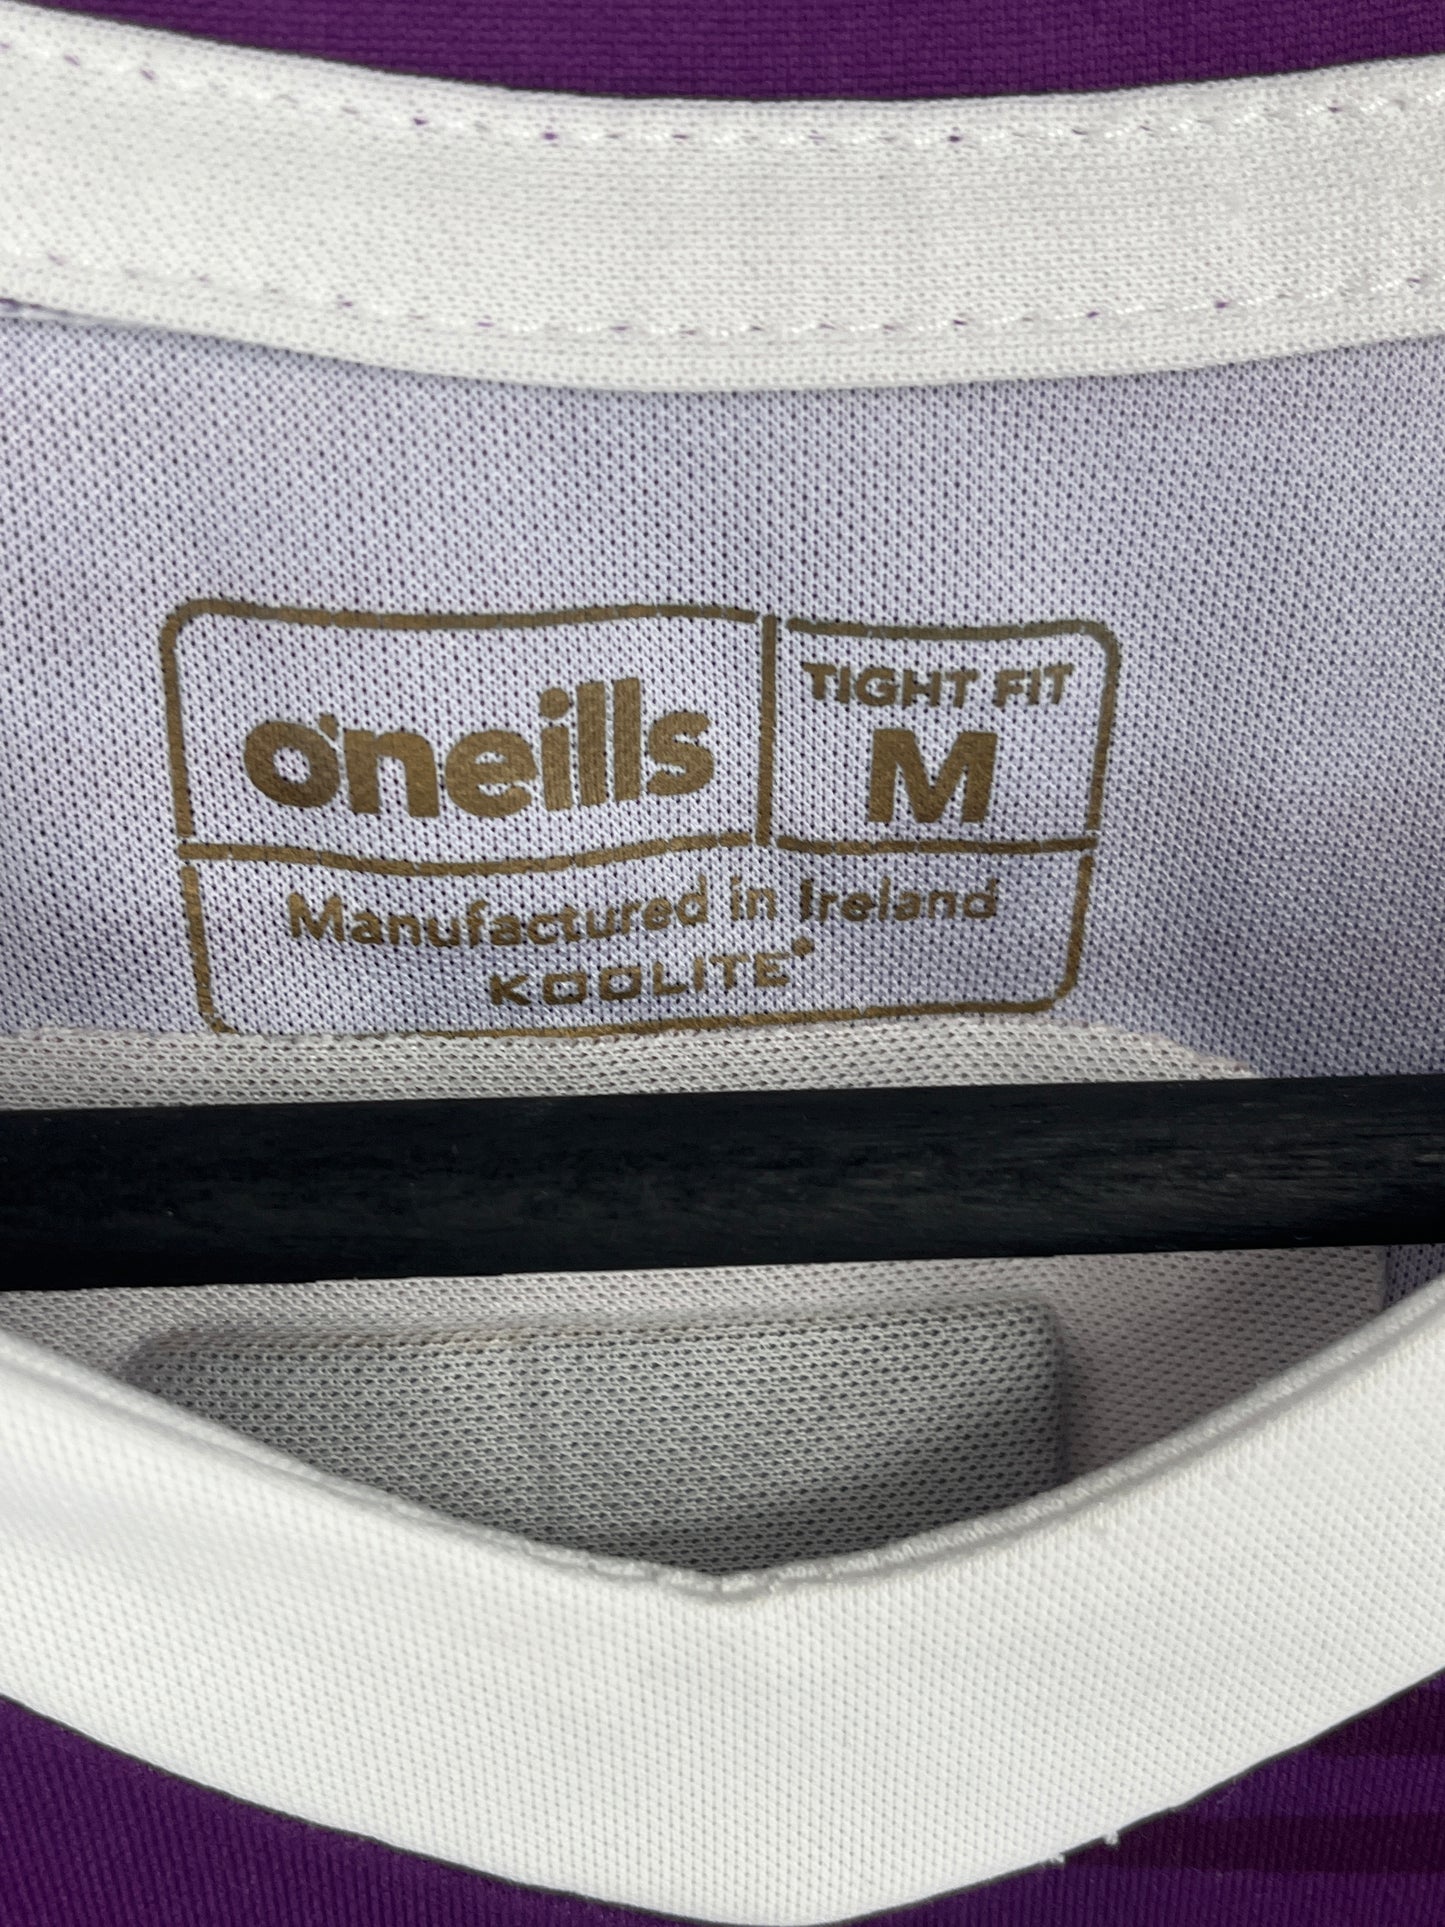 o'neills
TIGHT FIT
M
Manufactured in Ireland
KOOLITE